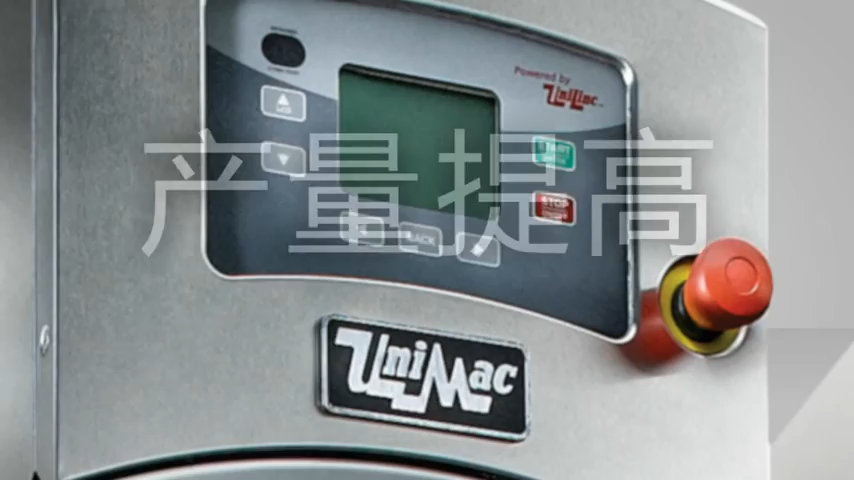 Powered by
UniLinc
产量提高
START
STOP
BACK
UniMac